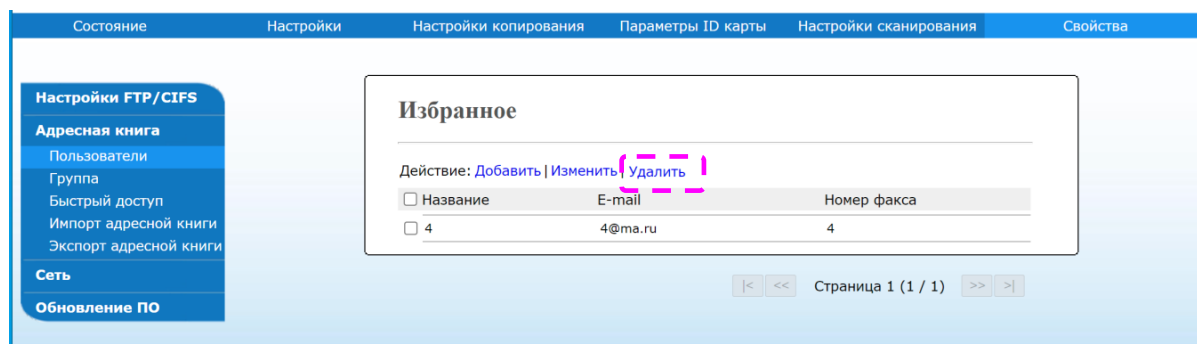 Состояние Настройки Настройки копирования Параметры ID карты Настройки сканирования Свойства
Настройки FTP/CIFS
Адресная книга
Пользователи
Группа
Быстрый доступ
Импорт адресной книги
Экспорт адресной книги
Сеть
Обновление ПО
Избранное
Действие: Добавить | Изменить | Удалить
Название E-mail Номер факса
4 4@ma.ru 4
|< << Страница 1 (1 / 1) >> >|